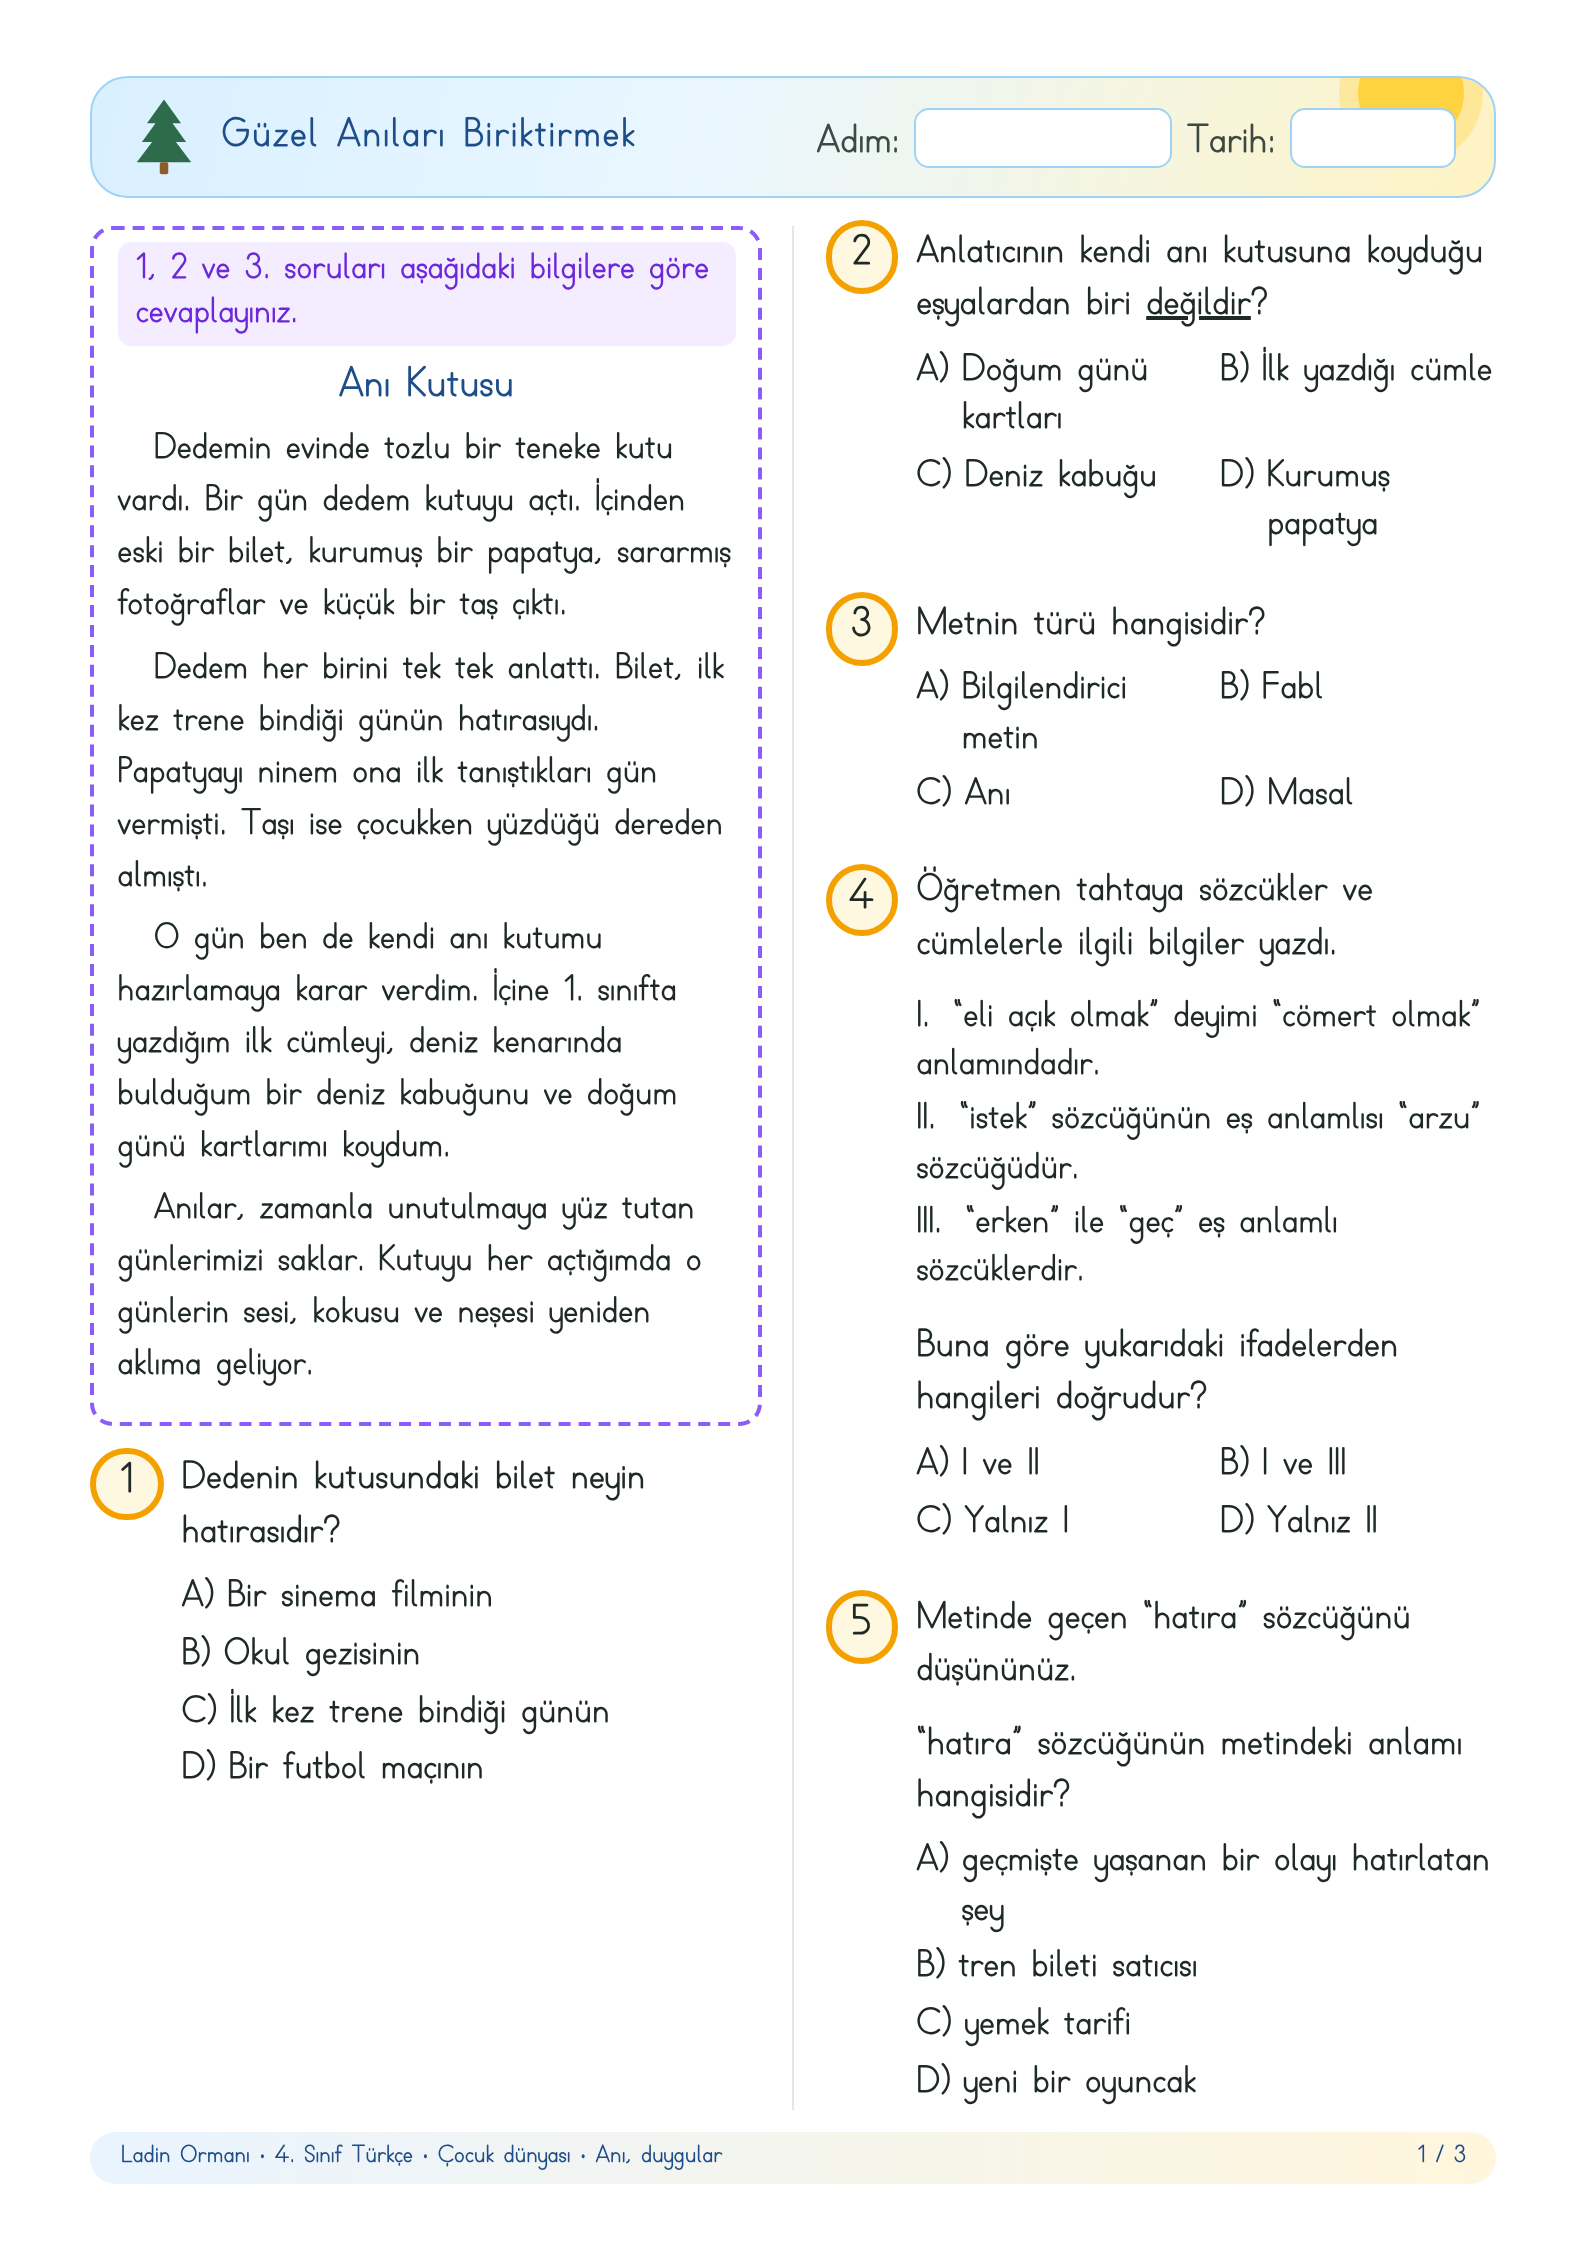 Güzel Anıları Biriktirmek
Adım:
Tarih:
1, 2 ve 3. soruları aşağıdaki bilgilere göre
cevaplayınız.
Anı Kutusu
Dedemin evinde tozlu bir teneke kutu
vardı. Bir gün dedem kutuyu açtı. İçinden
eski bir bilet, kurumuş bir papatya, sararmış
fotoğraflar ve küçük bir taş çıktı.
Dedem her birini tek tek anlattı. Bilet, ilk
kez trene bindiği günün hatırasıydı.
Papatyayı ninem ona ilk tanıştıkları gün
vermişti. Taşı ise çocukken yüzdüğü dereden
almıştı.
O gün ben de kendi anı kutumu
hazırlamaya karar verdim. İçine 1. sınıfta
yazdığım ilk cümleyi, deniz kenarında
bulduğum bir deniz kabuğunu ve doğum
günü kartlarımı koydum.
Anılar, zamanla unutulmaya yüz tutan
günlerimizi saklar. Kutuyu her açtığımda o
günlerin sesi, kokusu ve neşesi yeniden
aklıma geliyor.
1
Dedenin kutusundaki bilet neyin
hatırasıdır?
A) Bir sinema filminin
B) Okul gezisinin
C) İlk kez trene bindiği günün
D) Bir futbol maçının
2
Anlatıcının kendi anı kutusuna koyduğu
eşyalardan biri değildir?
A) Doğum günü
kartları
B) İlk yazdığı cümle
C) Deniz kabuğu
D) Kurumuş
papatya
3
Metnin türü hangisidir?
A) Bilgilendirici
metin
B) Fabl
C) Anı
D) Masal
4
Öğretmen tahtaya sözcükler ve
cümlelerle ilgili bilgiler yazdı.
I. “eli açık olmak” deyimi “cömert olmak”
anlamındadır.
II. “istek” sözcüğünün eş anlamlısı “arzu”
sözcüğüdür.
III. “erken” ile “geç” eş anlamlı
sözcüklerdir.
Buna göre yukarıdaki ifadelerden
hangileri doğrudur?
A) I ve II
B) I ve III
C) Yalnız I
D) Yalnız II
5
Metinde geçen “hatıra” sözcüğünü
düşününüz.
“hatıra” sözcüğünün metindeki anlamı
hangisidir?
A) geçmişte yaşanan bir olayı hatırlatan
şey
B) tren bileti satıcısı
C) yemek tarifi
D) yeni bir oyuncak
Ladin Ormanı • 4. Sınıf Türkçe • Çocuk dünyası • Anı, duygular
1 / 3